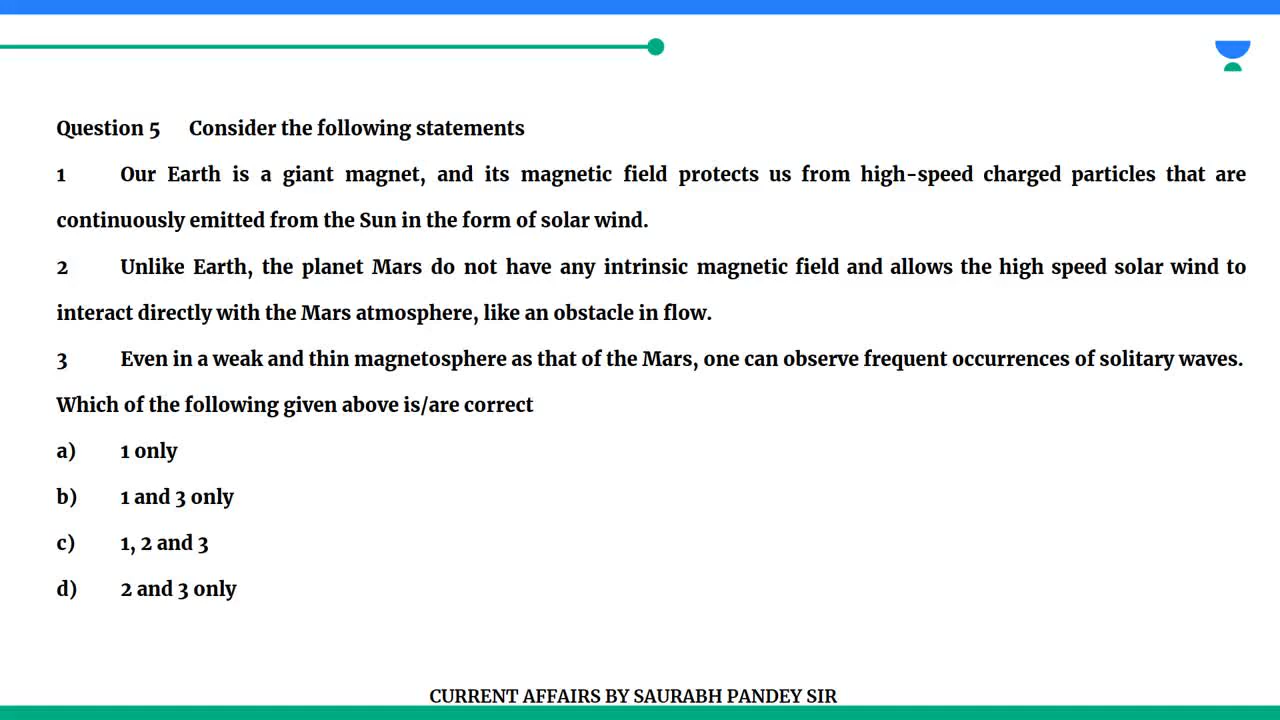 Question 5 Consider the following statements
1 Our Earth is a giant magnet, and its magnetic field protects us from high-speed charged particles that are
continuously emitted from the Sun in the form of solar wind.
2 Unlike Earth, the planet Mars do not have any intrinsic magnetic field and allows the high speed solar wind to
interact directly with the Mars atmosphere, like an obstacle in flow.
3 Even in a weak and thin magnetosphere as that of the Mars, one can observe frequent occurrences of solitary waves.
Which of the following given above is/are correct
a) 1 only
b) 1 and 3 only
c) 1, 2 and 3
d) 2 and 3 only
CURRENT AFFAIRS BY SAURABH PANDEY SIR